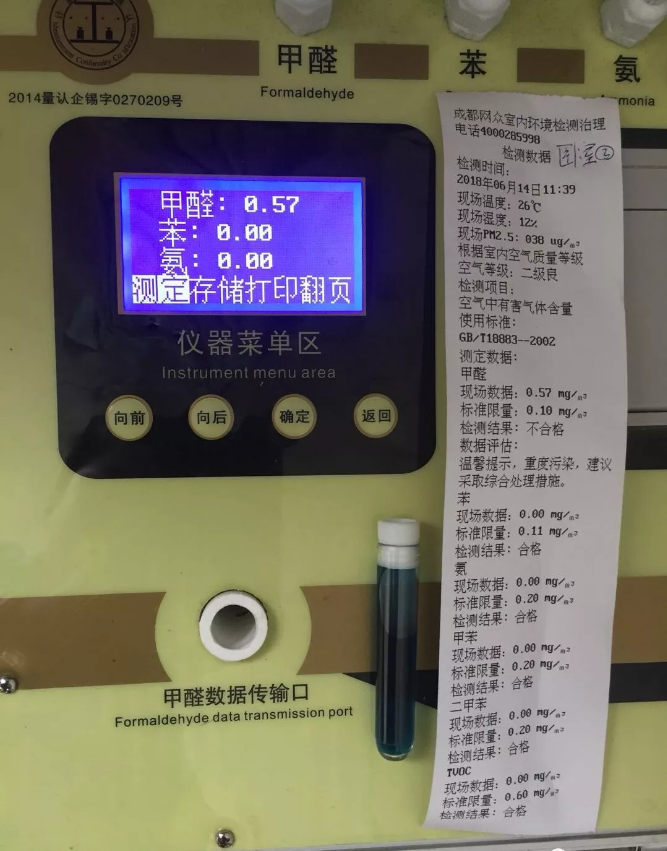 甲醛
Formaldehyde
苯
氨
monia
2014量认企锡字0270209号
甲醛: 0.57
苯: 0.00
氨: 0.00
测定存储打印翻页
仪器菜单区
Instrument menu area
向前
向后
确定
返回
甲醛数据传输口
Formaldehyde data transmission port
成都网众室内环境检测治理
电话4000285998
检测数据
检测时间:
2018年06月14日11:39
现场温度: 26℃
现场湿度: 12%
现场PM2.5: 038 ug/m³
根据室内空气质量等级
空气等级: 二级良
检测项目:
空气中有害气体含量
使用标准:
GB/T18883--2002
测定数据:
甲醛
现场数据: 0.57 mg/m³
标准限量: 0.10 mg/m³
检测结果: 不合格
数据评估:
温馨提示, 重度污染, 建议
采取综合处理措施。
苯
现场数据: 0.00 mg/m³
标准限量: 0.11 mg/m³
检测结果: 合格
氨
现场数据: 0.00 mg/m³
标准限量: 0.20 mg/m³
检测结果: 合格
甲苯
现场数据: 0.00 mg/m³
标准限量: 0.20 mg/m³
检测结果: 合格
二甲苯
现场数据: 0.00 mg/m³
标准限量: 0.20 mg/m³
检测结果: 合格
TVOC
现场数据: 0.00 mg/m³
标准限量: 0.60 mg/m³
检测结果: 合格